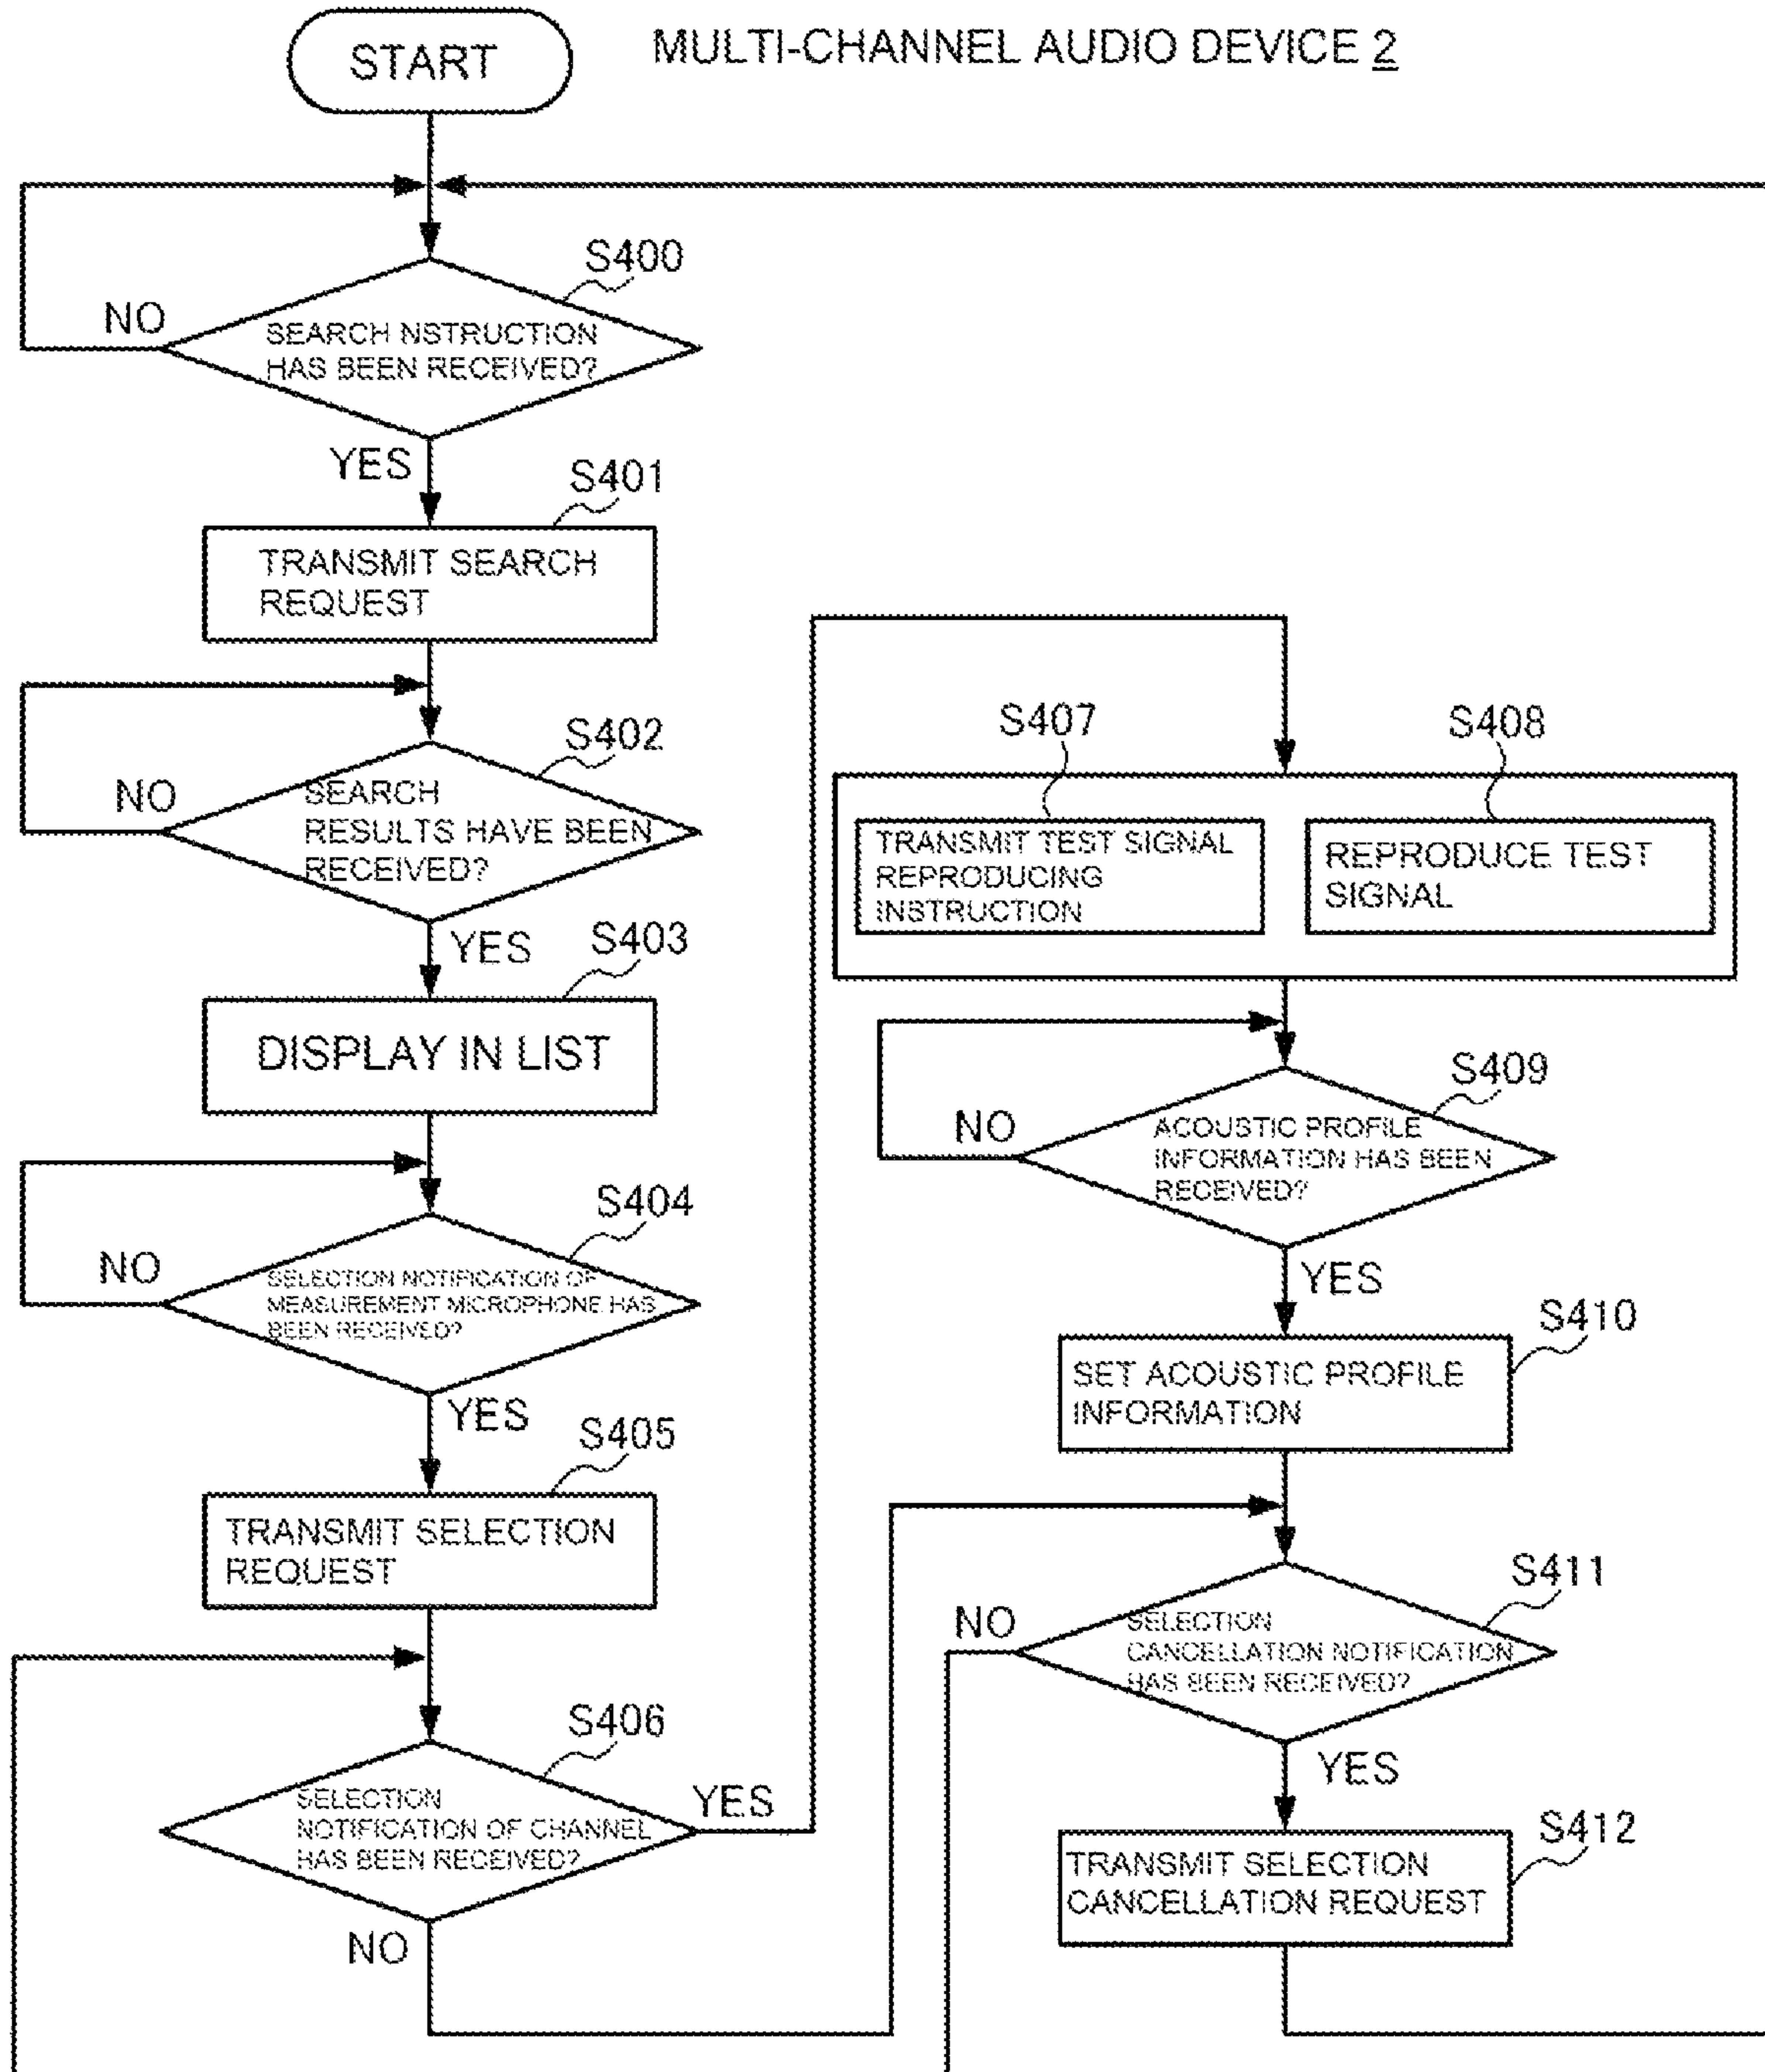 START
MULTI-CHANNEL AUDIO DEVICE 2
S400
NO
SEARCH NSTRUCTION
HAS BEEN RECEIVED?
YES
S401
TRANSMIT SEARCH
REQUEST
S402
NO
SEARCH
RESULTS HAVE BEEN
RECEIVED?
YES
S403
DISPLAY IN LIST
S404
NO
SELECTION NOTIFICATION OF
MEASUREMENT MICROPHONE HAS
BEEN RECEIVED?
YES
S405
TRANSMIT SELECTION
REQUEST
S406
SELECTION
NOTIFICATION OF CHANNEL
HAS BEEN RECEIVED?
YES
NO
S407
TRANSMIT TEST SIGNAL
REPRODUCING
INSTRUCTION
S408
REPRODUCE TEST
SIGNAL
S409
NO
ACOUSTIC PROFILE
INFORMATION HAS BEEN
RECEIVED?
YES
S410
SET ACOUSTIC PROFILE
INFORMATION
S411
NO
SELECTION
CANCELLATION NOTIFICATION
HAS BEEN RECEIVED?
YES
S412
TRANSMIT SELECTION
CANCELLATION REQUEST